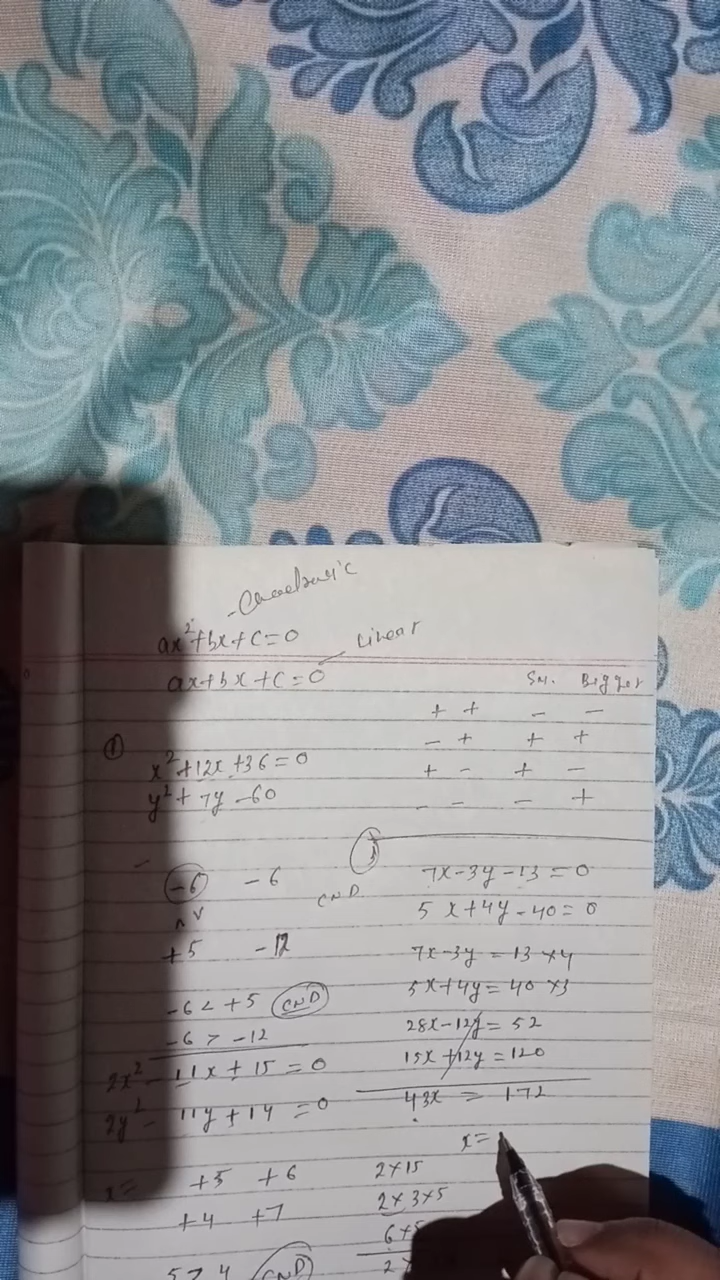 ax²+bx+c=0
Linear
ax+bx+c=0
Sm. Bigger
+ + - -
- + + +
+ - + -
- - - +
①
x²+12x+36=0
y²+7y-60
-6 -6
∧ ∨
+5 -12
-6 < +5 CND
-6 > -12
2x²-11x+15=0
2y²-11y+14=0
x= +5 +6
+4 +7
5>4 CND
CND
7x-3y-13=0
5x+4y-40=0
7x-3y=13×4
5x+4y=40×3
28x-12y=52
15x+12y=120
43x = 172
x=
2×15
2×3×5
6×5